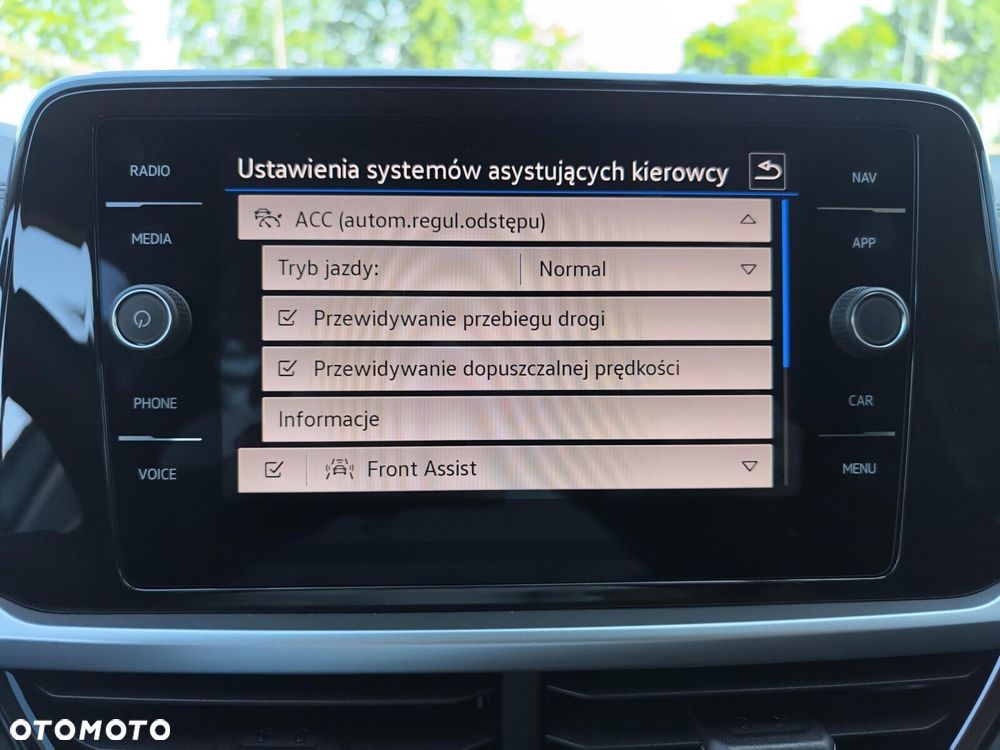 RADIO
MEDIA
PHONE
VOICE
Ustawienia systemów asystujących kierowcy
ACC (autom.regul.odstępu)
Tryb jazdy: Normal
Przewidywanie przebiegu drogi
Przewidywanie dopuszczalnej prędkości
Informacje
Front Assist
NAV
APP
CAR
MENU
OTOMOTO